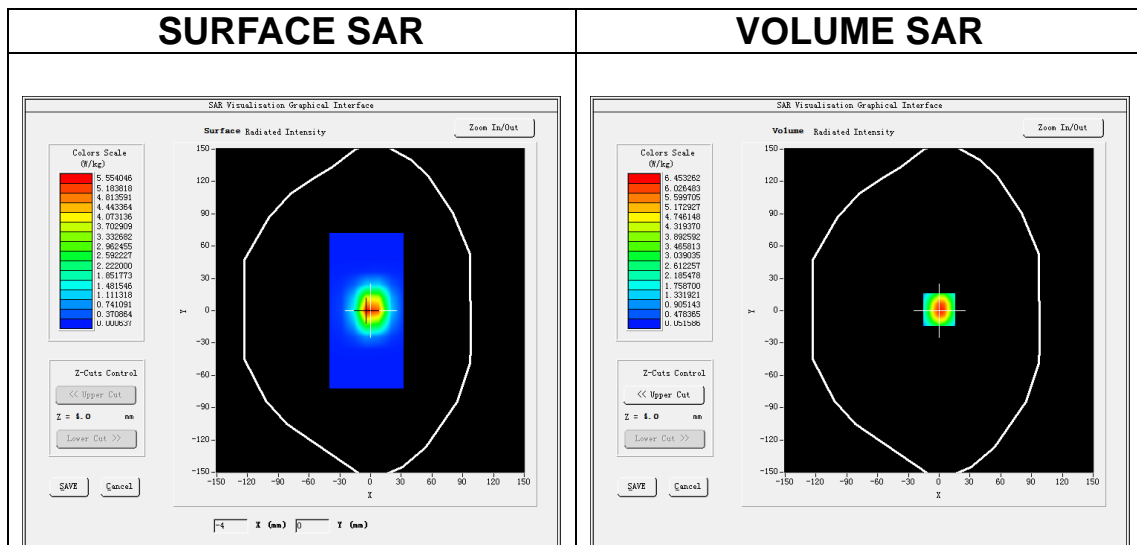 SURFACE SAR
VOLUME SAR
SAR Visualisation Graphical Interface
Surface Radiated Intensity
Zoom In/Out
Colors Scale
(W/kg)
5.554046
5.183818
4.813591
4.443364
4.073136
3.702909
3.332682
2.962455
2.592227
2.222000
1.851773
1.481546
1.111318
0.741091
0.370864
0.000637
150
120
90
60
30
0
-30
-60
-90
-120
-150
Y
-150 -120 -90 -60 -30 0 30 60 90 120 150
X
Z-Cuts Control
<< Upper Cut
Z = 4.0 mm
Lower Cut >>
SAVE
Cancel
-4 X (mm) 0 Y (mm)
SAR Visualisation Graphical Interface
Volume Radiated Intensity
Zoom In/Out
Colors Scale
(W/kg)
6.453262
6.026483
5.599705
5.172927
4.746148
4.319370
3.892592
3.465813
3.039035
2.612257
2.185478
1.758700
1.331921
0.905143
0.478365
0.051586
150
120
90
60
30
0
-30
-60
-90
-120
-150
Y
-150 -120 -90 -60 -30 0 30 60 90 120 150
X
Z-Cuts Control
<< Upper Cut
Z = 4.0 mm
Lower Cut >>
SAVE
Cancel